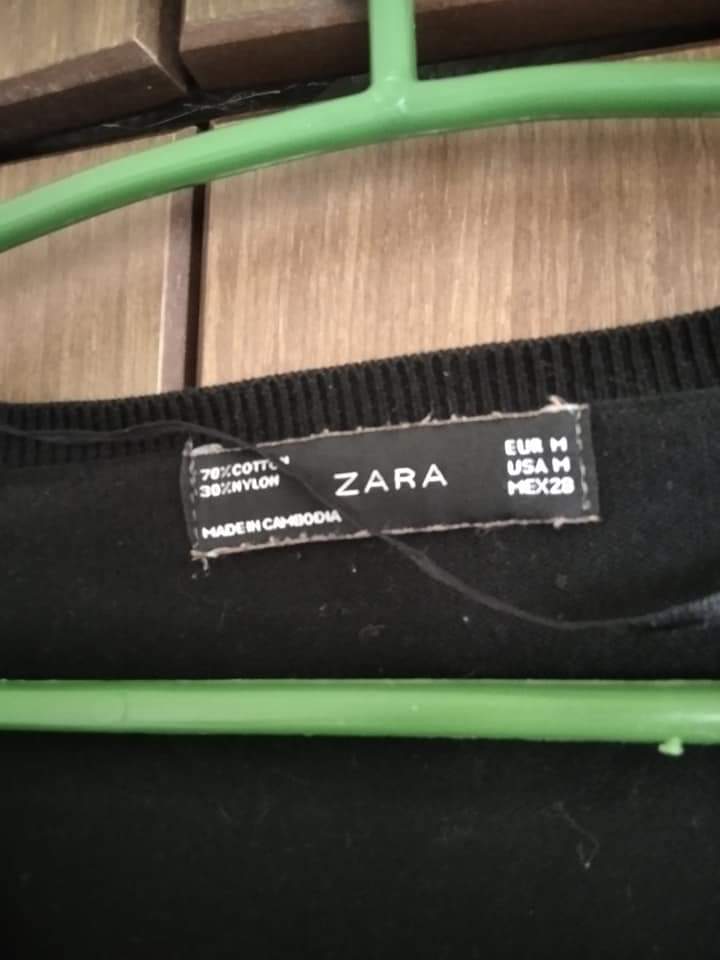 70%COTTON
30%NYLON
MADE IN CAMBODIA
ZARA
EUR M
USA M
MEX 28